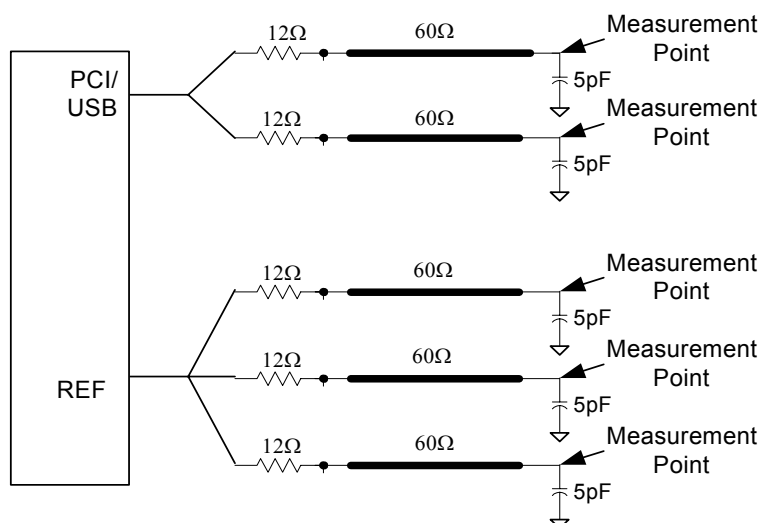 12Ω
60Ω
Measurement
Point
PCI/
USB
5pF
12Ω
60Ω
Measurement
Point
5pF
12Ω
60Ω
Measurement
Point
5pF
REF
12Ω
60Ω
Measurement
Point
5pF
12Ω
60Ω
Measurement
Point
5pF